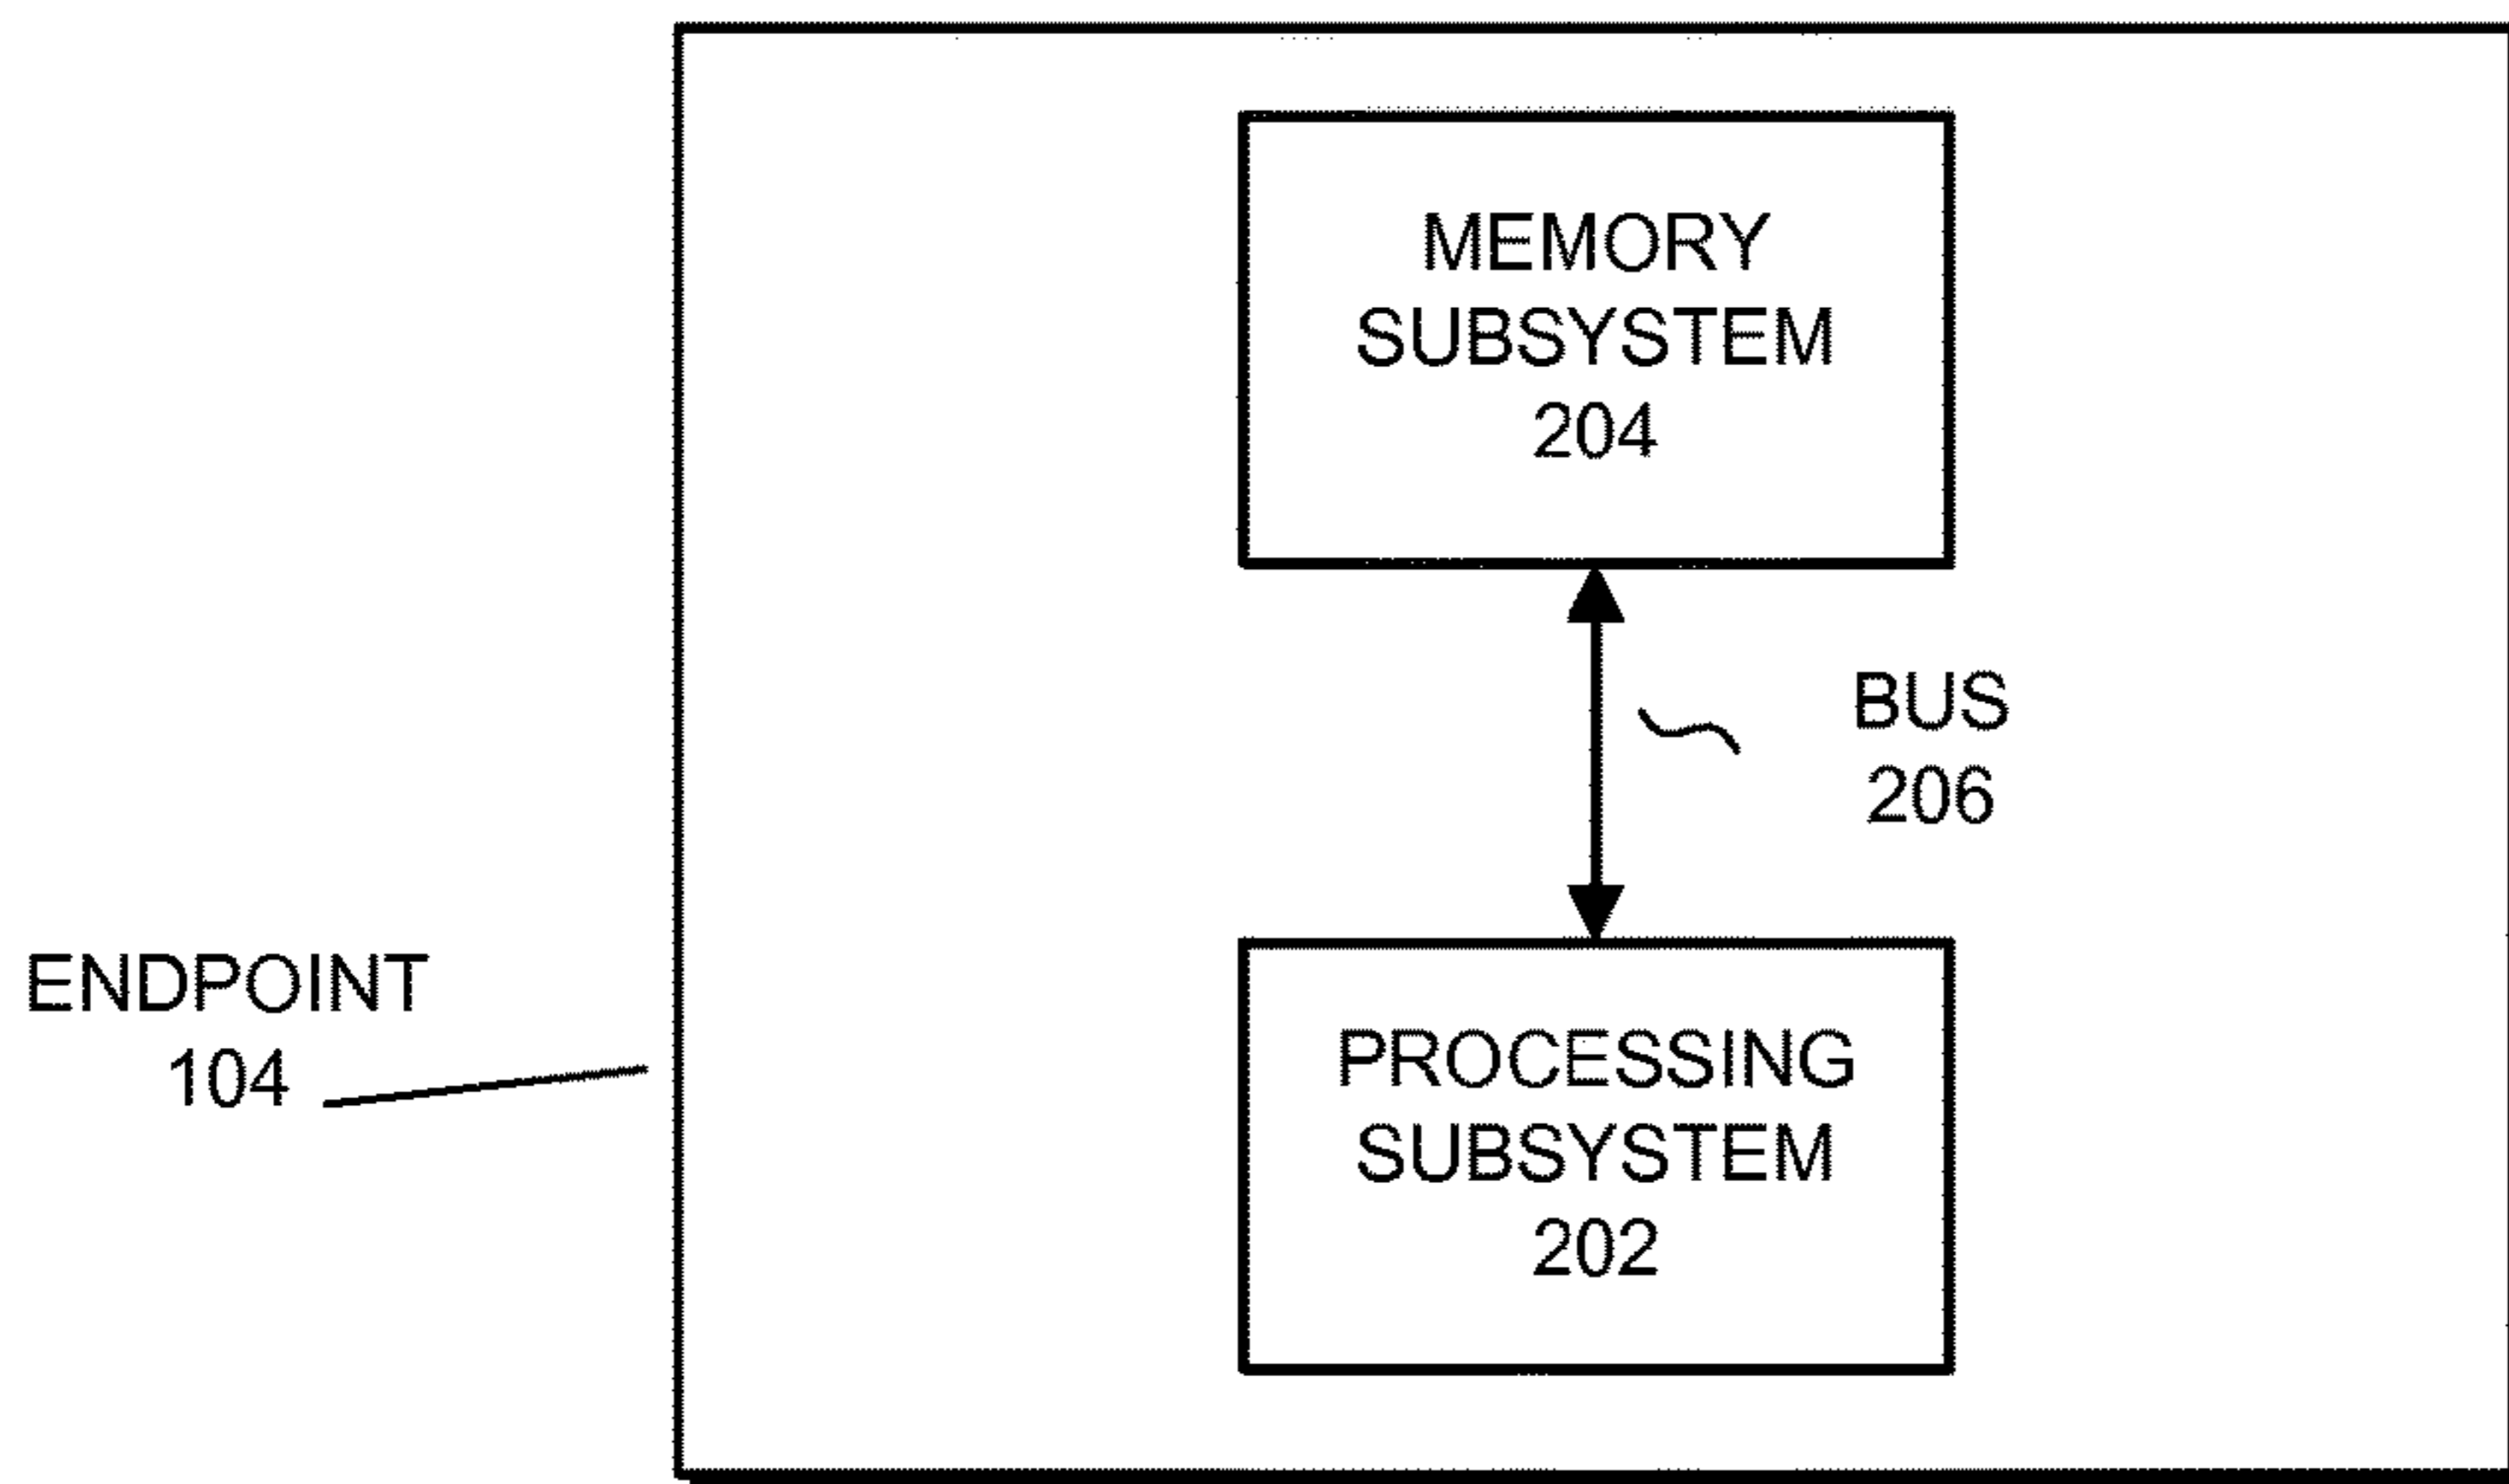 MEMORY
SUBSYSTEM
204
BUS
206
ENDPOINT
104
PROCESSING
SUBSYSTEM
202